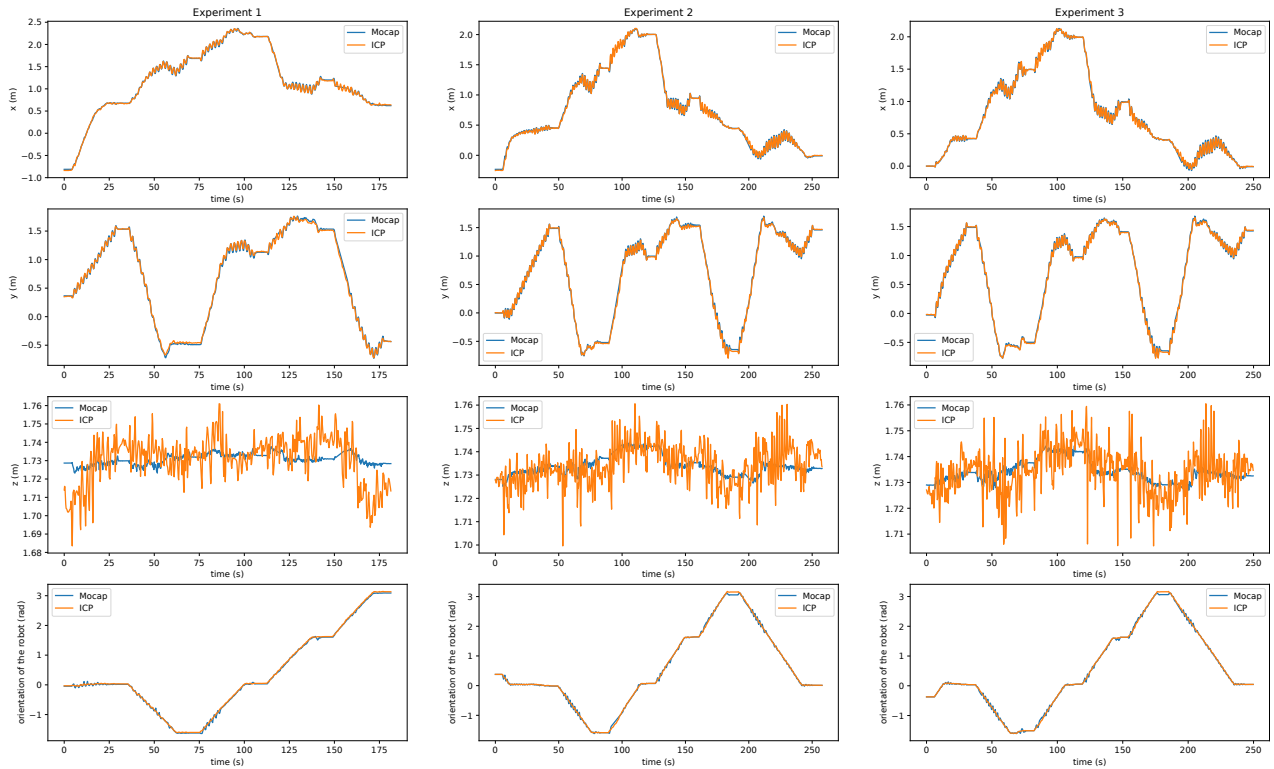 Experiment 1
Experiment 2
Experiment 3
x (m)
2.5
2.0
1.5
1.0
0.5
0.0
−0.5
−1.0
Mocap
ICP
0 25 50 75 100 125 150 175
time (s)
x (m)
2.0
1.5
1.0
0.5
0.0
Mocap
ICP
0 50 100 150 200 250
time (s)
x (m)
2.0
1.5
1.0
0.5
0.0
Mocap
ICP
0 50 100 150 200 250
time (s)
y (m)
1.5
1.0
0.5
0.0
−0.5
Mocap
ICP
0 25 50 75 100 125 150 175
time (s)
y (m)
1.5
1.0
0.5
0.0
−0.5
Mocap
ICP
0 50 100 150 200 250
time (s)
y (m)
1.5
1.0
0.5
0.0
−0.5
Mocap
ICP
0 50 100 150 200 250
time (s)
z (m)
1.76
1.75
1.74
1.73
1.72
1.71
1.70
1.69
1.68
Mocap
ICP
0 25 50 75 100 125 150 175
time (s)
z (m)
1.76
1.75
1.74
1.73
1.72
1.71
1.70
Mocap
ICP
0 50 100 150 200 250
time (s)
z (m)
1.76
1.75
1.74
1.73
1.72
1.71
Mocap
ICP
0 50 100 150 200 250
time (s)
orientation of the robot (rad)
3
2
1
0
−1
Mocap
ICP
0 25 50 75 100 125 150 175
time (s)
orientation of the robot (rad)
3
2
1
0
−1
Mocap
ICP
0 50 100 150 200 250
time (s)
orientation of the robot (rad)
3
2
1
0
−1
Mocap
ICP
0 50 100 150 200 250
time (s)